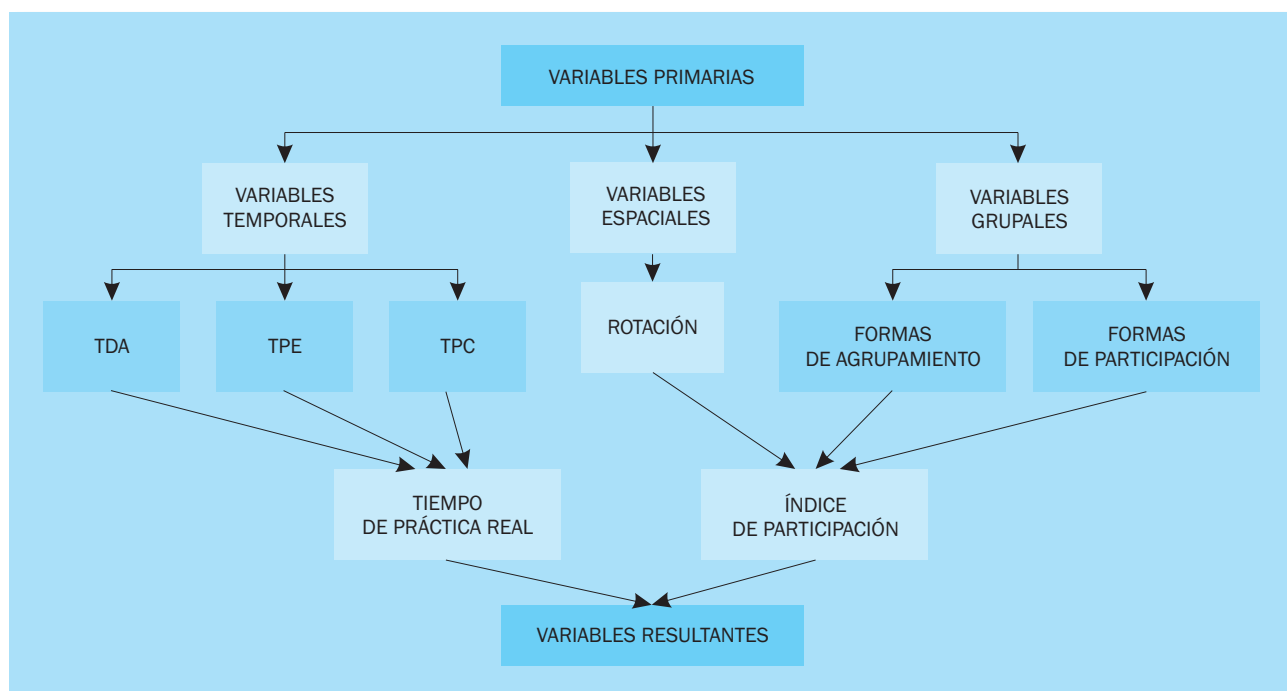 VARIABLES PRIMARIAS
VARIABLES
TEMPORALES
VARIABLES
ESPACIALES
VARIABLES
GRUPALES
TDA
TPE
TPC
ROTACIÓN
FORMAS
DE AGRUPAMIENTO
FORMAS
DE PARTICIPACIÓN
TIEMPO
DE PRÁCTICA REAL
ÍNDICE
DE PARTICIPACIÓN
VARIABLES RESULTANTES